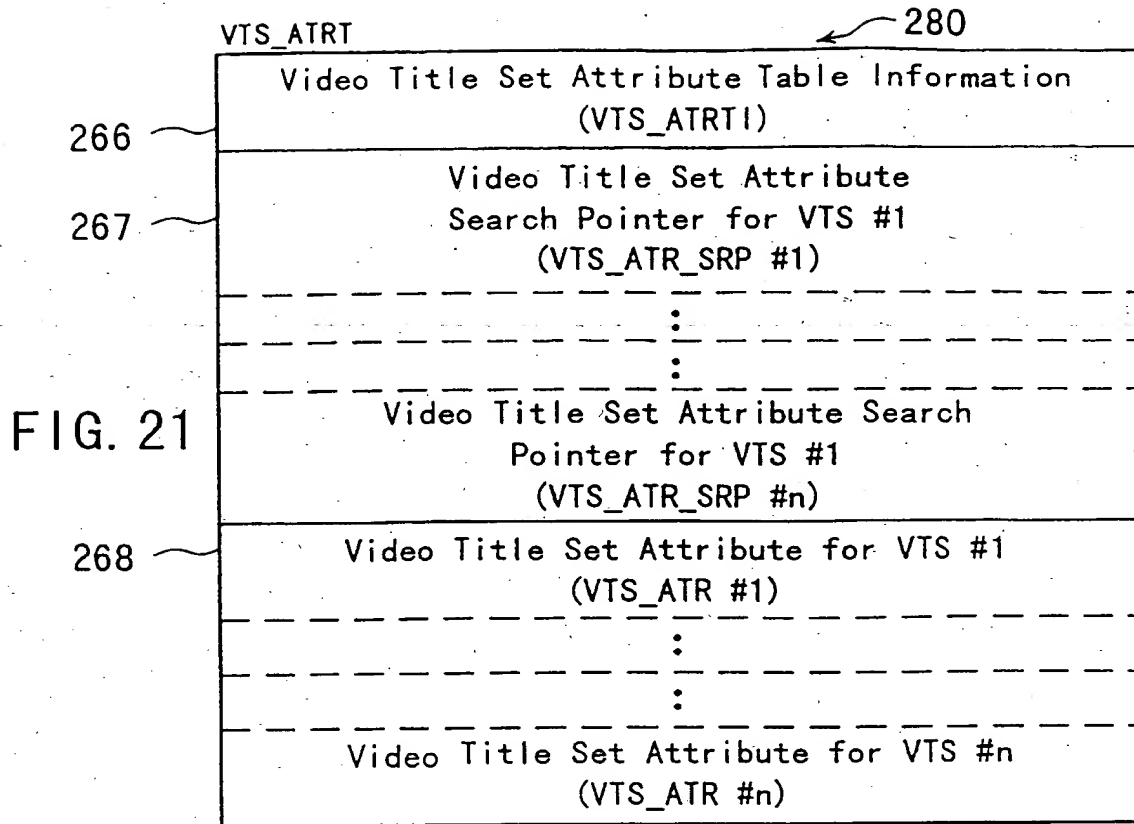 VTS_ATRT
280
Video Title Set Attribute Table Information
(VTS_ATRTI)
266
Video Title Set Attribute
Search Pointer for VTS #1
(VTS_ATR_SRP #1)
267
Video Title Set Attribute Search
Pointer for VTS #1
(VTS_ATR_SRP #n)
FIG. 21
Video Title Set Attribute for VTS #1
(VTS_ATR #1)
268
Video Title Set Attribute for VTS #n
(VTS_ATR #n)